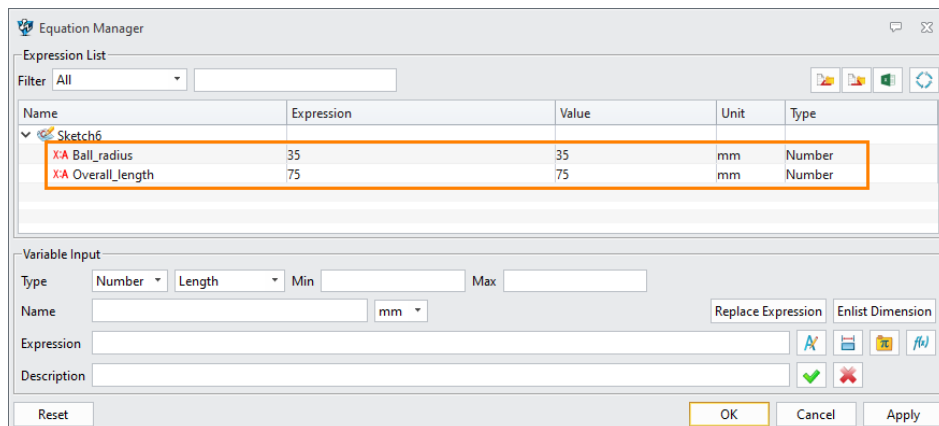 Equation Manager
Expression List
Filter All
Name Expression Value Unit Type
Sketch6
X:A Ball_radius 35 35 mm Number
X:A Overall_length 75 75 mm Number
Variable Input
Type Number Length Min Max
Name mm Replace Expression Enlist Dimension
Expression f(x)
Description
Reset OK Cancel Apply